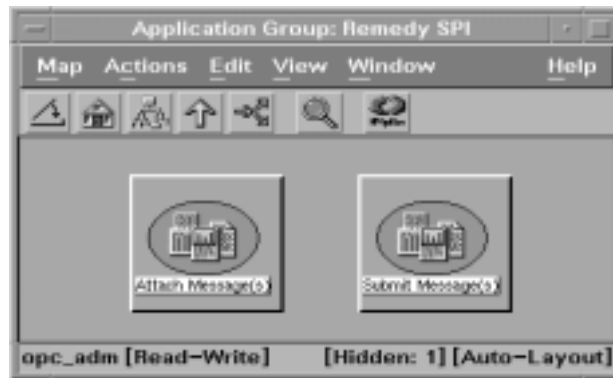 Application Group: Remedy SPI
Map Actions Edit View Window Help
Attach Message(s)
Submit Message(s)
opc_adm [Read-Write] [Hidden: 1] [Auto-Layout]